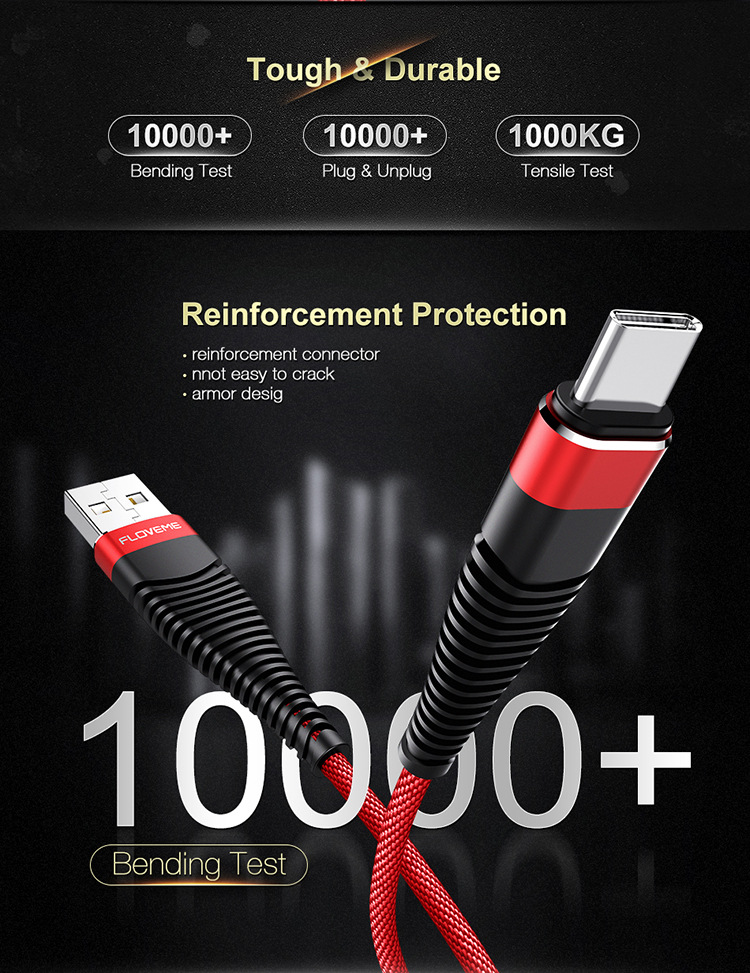 Tough & Durable
10000+ 10000+ 1000KG
Bending Test Plug & Unplug Tensile Test
Reinforcement Protection
• reinforcement connector
• nnot easy to crack
• armor desig
FLOVEME
10000+
Bending Test